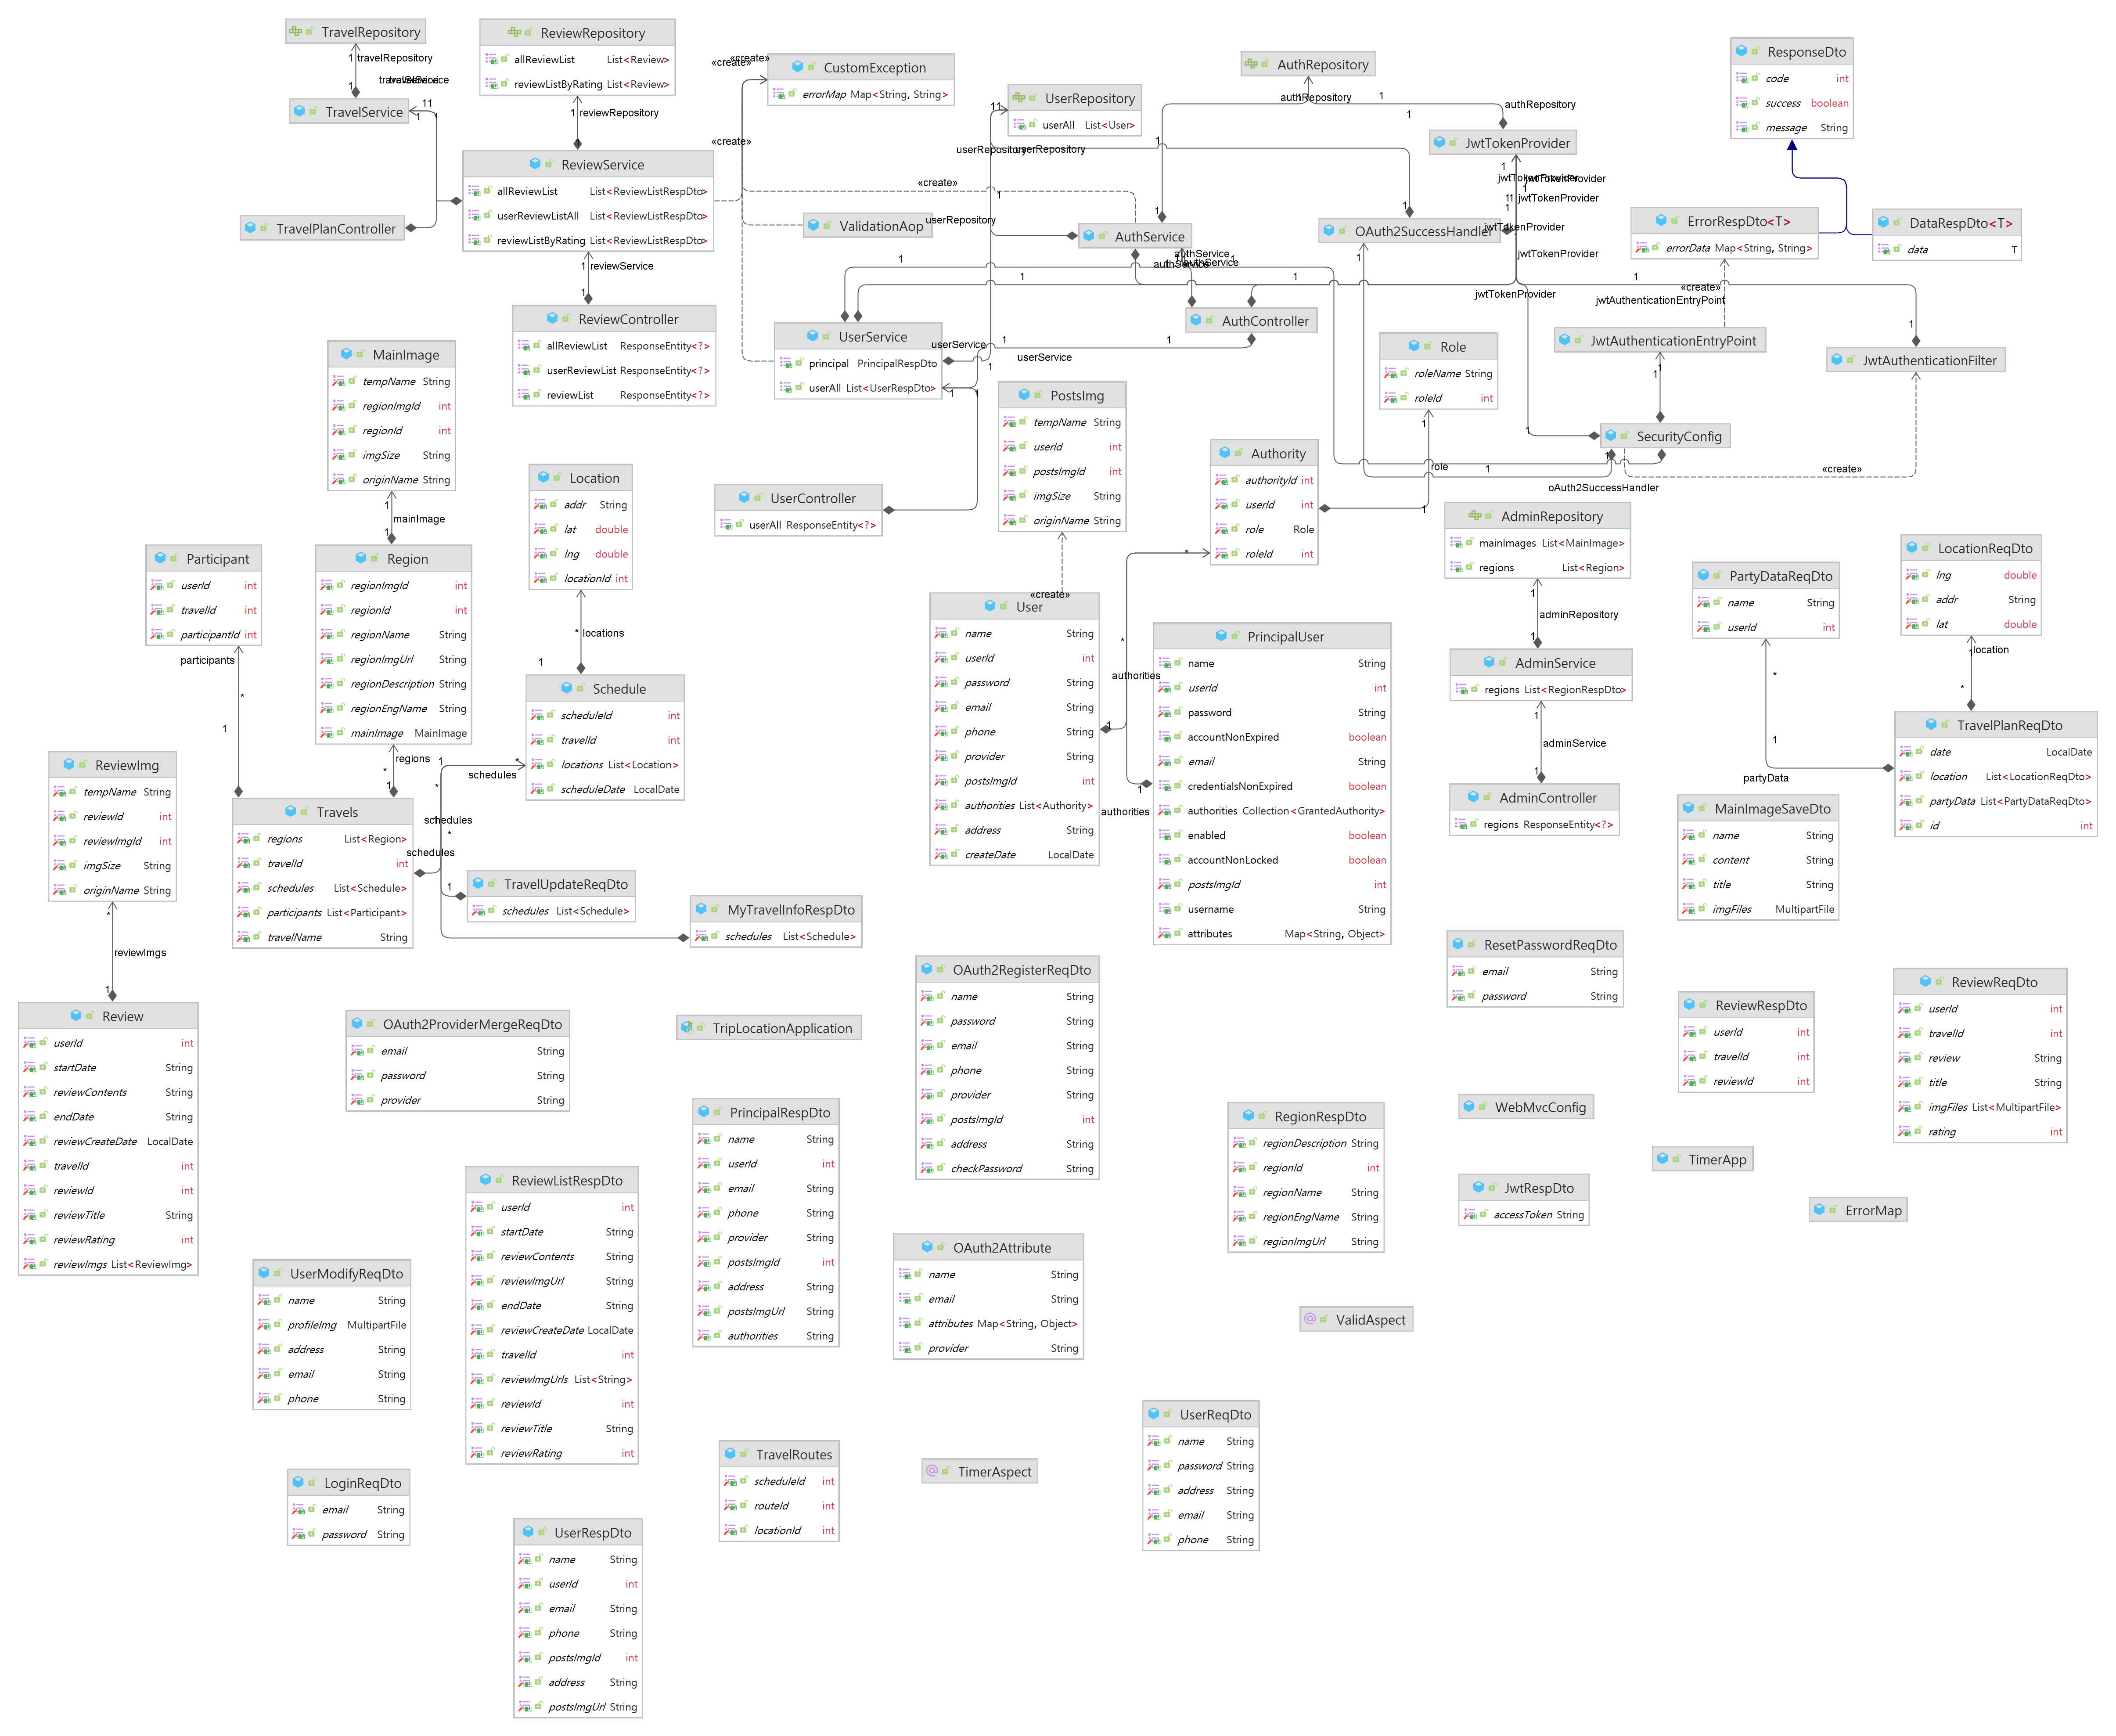 TravelRepository
1 travelRepository
travelService
1
TravelService
11
1
1
TravelPlanController
ReviewRepository
allReviewList List<Review>
reviewListByRating List<Review>
1 reviewRepository
ReviewService
allReviewList List<ReviewListRespDto>
userReviewListAll List<ReviewListRespDto>
reviewListByRating List<ReviewListRespDto>
1 reviewService
1
ReviewController
allReviewList ResponseEntity<?>
userReviewList ResponseEntity<?>
reviewList ResponseEntity<?>
«create»
«create»
«create»
«create»
CustomException
errorMap Map<String, String>
ValidationAop
UserRepository
userAll List<User>
11
userRepository
userRepository
userRepository
AuthRepository
authRepository
authRepository
1
1
JwtTokenProvider
jwtTokenProvider
jwtTokenProvider
jwtTokenProvider
jwtTokenProvider
jwtTokenProvider
jwtTokenProvider
AuthService
authService
authService
authService
OAuth2SuccessHandler
AuthController
UserService
principal PrincipalRespDto
userAll List<UserRespDto>
userService
userService
UserController
userAll ResponseEntity<?>
ResponseDto
code int
success boolean
message String
ErrorRespDto<T>
errorData Map<String, String>
DataRespDto<T>
data T
«create»
jwtAuthenticationEntryPoint
JwtAuthenticationEntryPoint
JwtAuthenticationFilter
SecurityConfig
«create»
oAuth2SuccessHandler
Role
roleName String
roleId int
role
Authority
authorityId int
userId int
role Role
roleId int
PostsImg
tempName String
userId int
postsImgId int
imgSize String
originName String
«create»
User
name String
userId int
password String
email String
phone String
provider String
postsImgId int
authorities List<Authority>
address String
createDate LocalDate
authorities
authorities
PrincipalUser
name String
userId int
password String
accountNonExpired boolean
email String
credentialsNonExpired boolean
authorities Collection<GrantedAuthority>
enabled boolean
accountNonLocked boolean
postsImgId int
username String
attributes Map<String, Object>
AdminRepository
mainImages List<MainImage>
regions List<Region>
1
adminRepository
1
AdminService
regions List<RegionRespDto>
1
adminService
1
AdminController
regions ResponseEntity<?>
PartyDataReqDto
name String
userId int
*
1
partyData
LocationReqDto
lng double
addr String
lat double
location
*
TravelPlanReqDto
date LocalDate
location List<LocationReqDto>
partyData List<PartyDataReqDto>
id int
MainImageSaveDto
name String
content String
title String
imgFiles MultipartFile
MainImage
tempName String
regionImgId int
regionId int
imgSize String
originName String
1
mainImage
1
Region
regionImgId int
regionId int
regionName String
regionImgUrl String
regionDescription String
regionEngName String
mainImage MainImage
regions
*
1
Participant
userId int
travelId int
participantId int
participants
*
1
Travels
regions List<Region>
travelId int
schedules List<Schedule>
participants List<Participant>
travelName String
Location
addr String
lat double
lng double
locationId int
* locations
1
Schedule
scheduleId int
travelId int
locations List<Location>
scheduleDate LocalDate
schedules
schedules
schedules
TravelUpdateReqDto
schedules List<Schedule>
MyTravelInfoRespDto
schedules List<Schedule>
ReviewImg
tempName String
reviewId int
reviewImgId int
imgSize String
originName String
*
reviewImgs
1
Review
userId int
startDate String
reviewContents String
endDate String
reviewCreateDate LocalDate
travelId int
reviewId int
reviewTitle String
reviewRating int
reviewImgs List<ReviewImg>
OAuth2ProviderMergeReqDto
email String
password String
provider String
TripLocationApplication
OAuth2RegisterReqDto
name String
password String
email String
phone String
provider String
postsImgId int
address String
checkPassword String
ResetPasswordReqDto
email String
password String
ReviewRespDto
userId int
travelId int
reviewId int
ReviewReqDto
userId int
travelId int
review String
title String
imgFiles List<MultipartFile>
rating int
PrincipalRespDto
name String
userId int
email String
phone String
provider String
postsImgId int
address String
postsImgUrl String
authorities String
RegionRespDto
regionDescription String
regionId int
regionName String
regionEngName String
regionImgUrl String
WebMvcConfig
TimerApp
JwtRespDto
accessToken String
ErrorMap
ReviewListRespDto
userId int
startDate String
reviewContents String
reviewImgUrl String
endDate String
reviewCreateDate LocalDate
travelId int
reviewImgUrls List<String>
reviewId int
reviewTitle String
reviewRating int
UserModifyReqDto
name String
profileImg MultipartFile
address String
email String
phone String
OAuth2Attribute
name String
email String
attributes Map<String, Object>
provider String
ValidAspect
UserReqDto
name String
password String
address String
email String
phone String
TravelRoutes
scheduleId int
routeId int
locationId int
TimerAspect
LoginReqDto
email String
password String
UserRespDto
name String
userId int
email String
phone String
postsImgId int
address String
postsImgUrl String